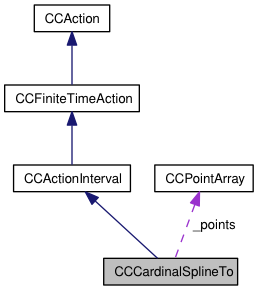 CCAction
CCFiniteTimeAction
CCActionInterval
CCPointArray
_points
CCCardinalSplineTo